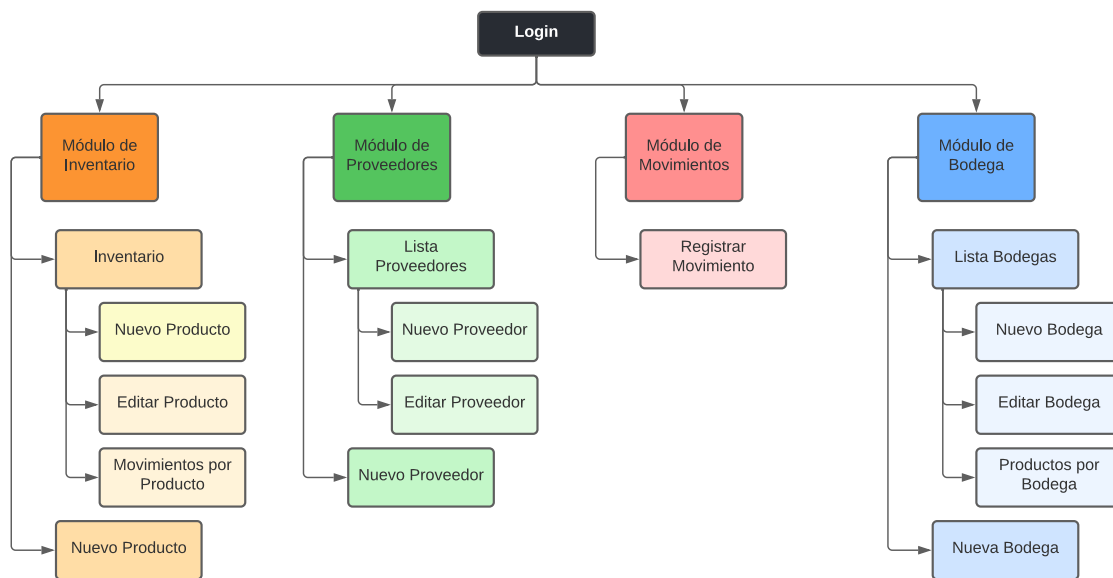 Login
Módulo de
Inventario
Módulo de
Proveedores
Módulo de
Movimientos
Módulo de
Bodega
Inventario
Lista
Proveedores
Registrar
Movimiento
Lista Bodegas
Nuevo Producto
Nuevo Proveedor
Nuevo Bodega
Editar Producto
Editar Proveedor
Editar Bodega
Movimientos por
Producto
Nuevo Proveedor
Productos por
Bodega
Nuevo Producto
Nueva Bodega